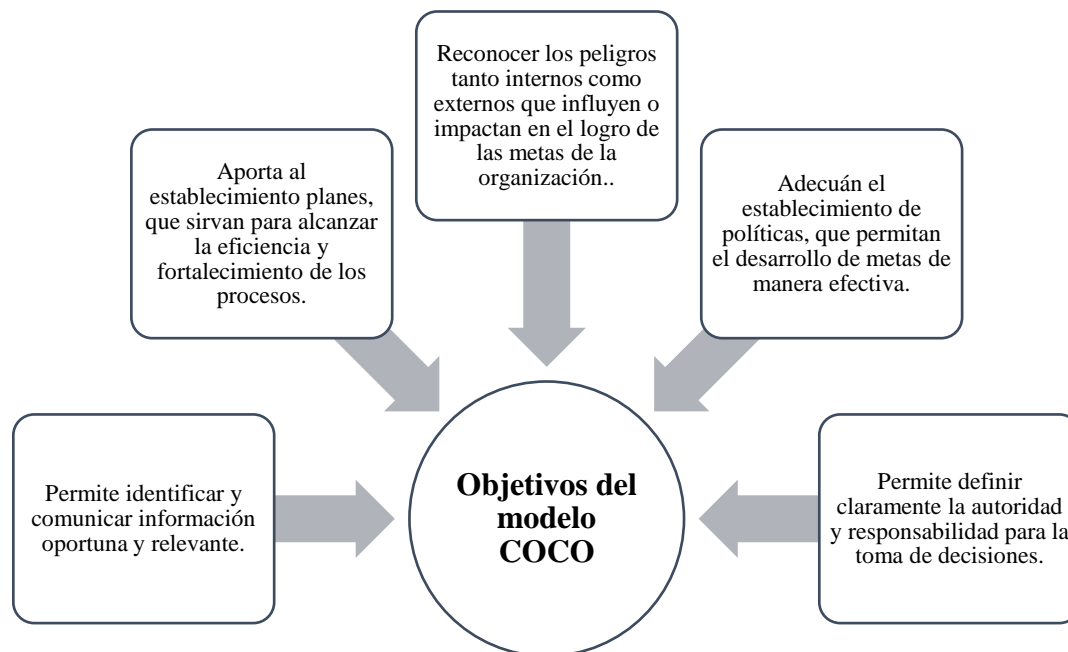 Reconocer los peligros
tanto internos como
externos que influyen o
impactan en el logro de
las metas de la
organización..
Aporta al
establecimiento planes,
que sirvan para alcanzar
la eficiencia y
fortalecimiento de los
procesos.
Adecuán el
establecimiento de
políticas, que permitan
el desarrollo de metas de
manera efectiva.
Permite identificar y
comunicar información
oportuna y relevante.
Objetivos del
modelo
COCO
Permite definir
claramente la autoridad
y responsabilidad para la
toma de decisiones.